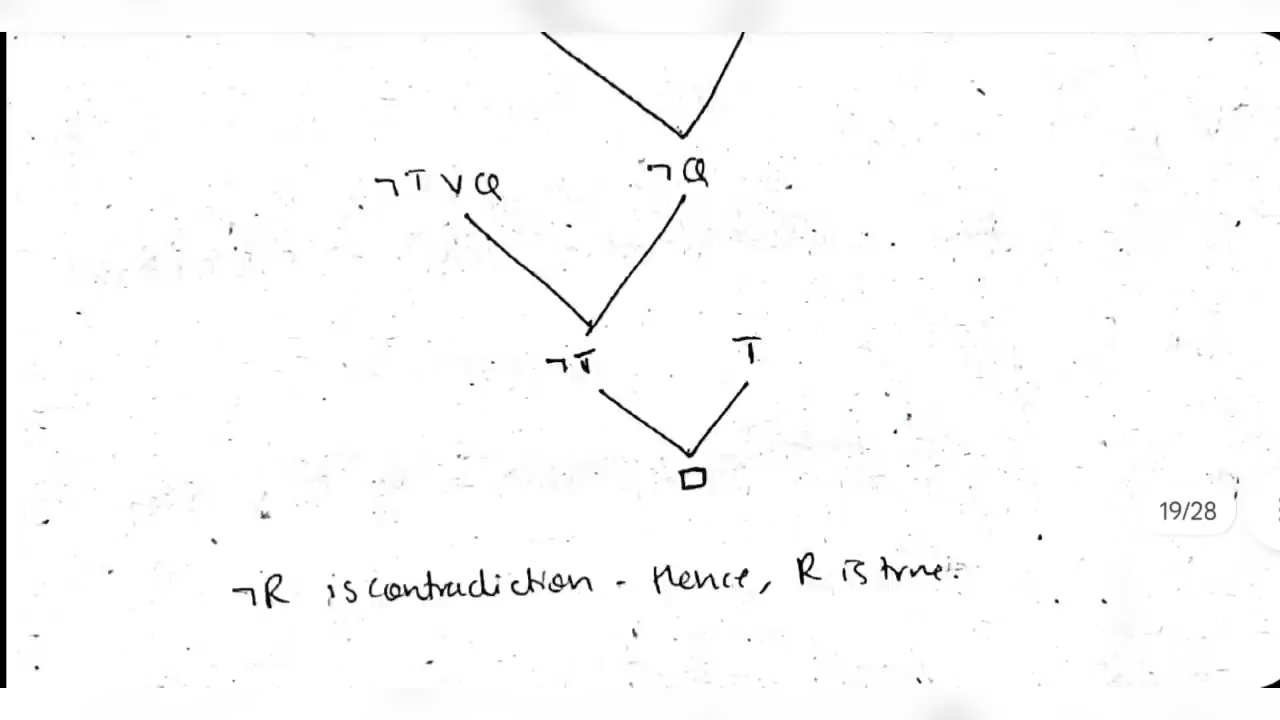 ¬T ∨ Q
¬Q
¬T
T
□
19/28
¬R is contradiction. Hence, R is true.